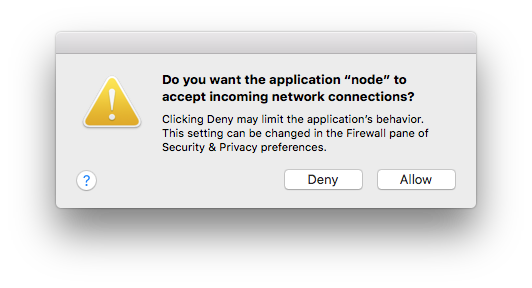 Do you want the application “node” to
accept incoming network connections?
Clicking Deny may limit the application’s behavior.
This setting can be changed in the Firewall pane of
Security & Privacy preferences.
?
Deny
Allow